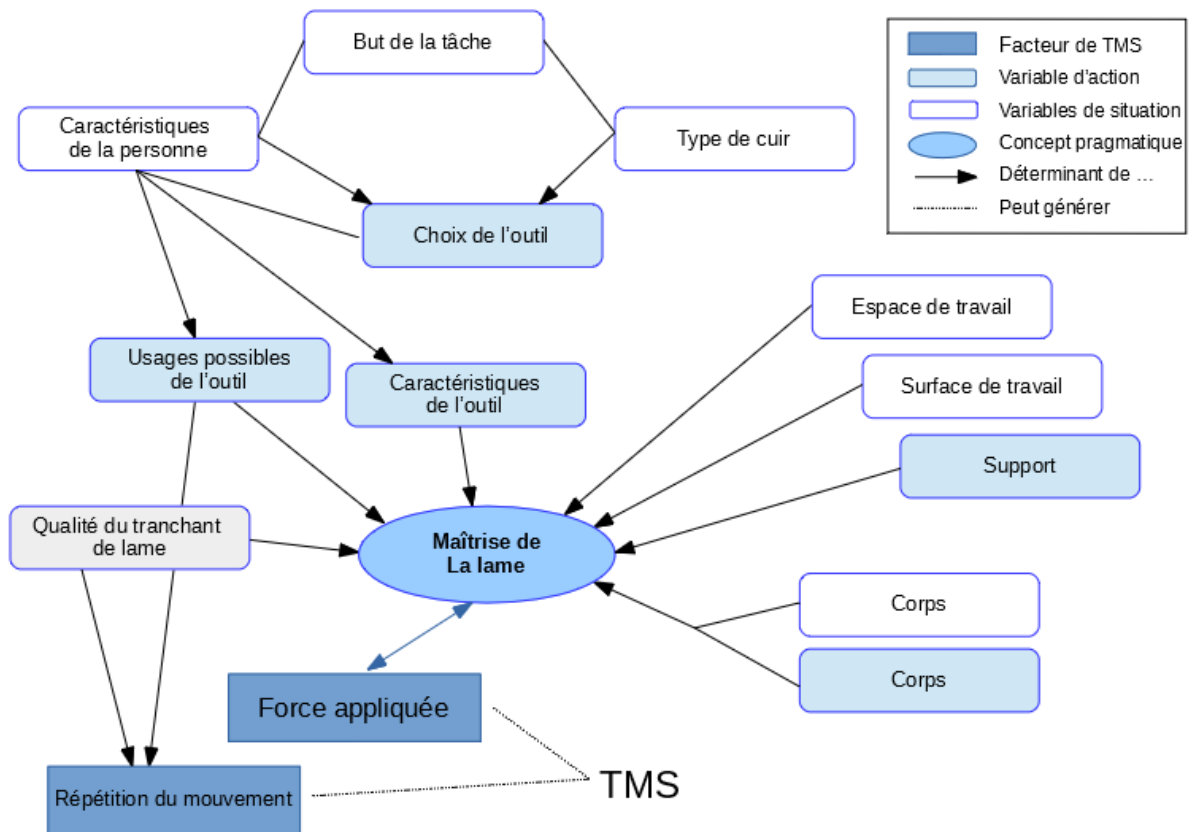 But de la tâche
Caractéristiques
de la personne
Type de cuir
Choix de l'outil
Facteur de TMS
Variable d'action
Variables de situation
Concept pragmatique
Déterminant de ...
Peut générer
Usages possibles
de l'outil
Caractéristiques
de l'outil
Espace de travail
Surface de travail
Support
Qualité du tranchant
de lame
Maîtrise de
La lame
Corps
Corps
Force appliquée
Répétition du mouvement
TMS